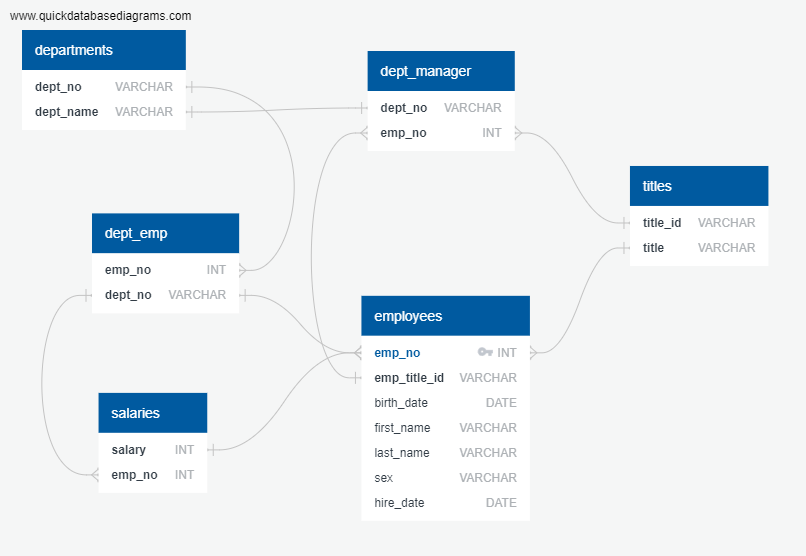 www.quickdatabasediagrams.com
departments
dept_no VARCHAR
dept_name VARCHAR
dept_manager
dept_no VARCHAR
emp_no INT
titles
title_id VARCHAR
title VARCHAR
dept_emp
emp_no INT
dept_no VARCHAR
employees
emp_no INT
emp_title_id VARCHAR
birth_date DATE
first_name VARCHAR
last_name VARCHAR
sex VARCHAR
hire_date DATE
salaries
salary INT
emp_no INT